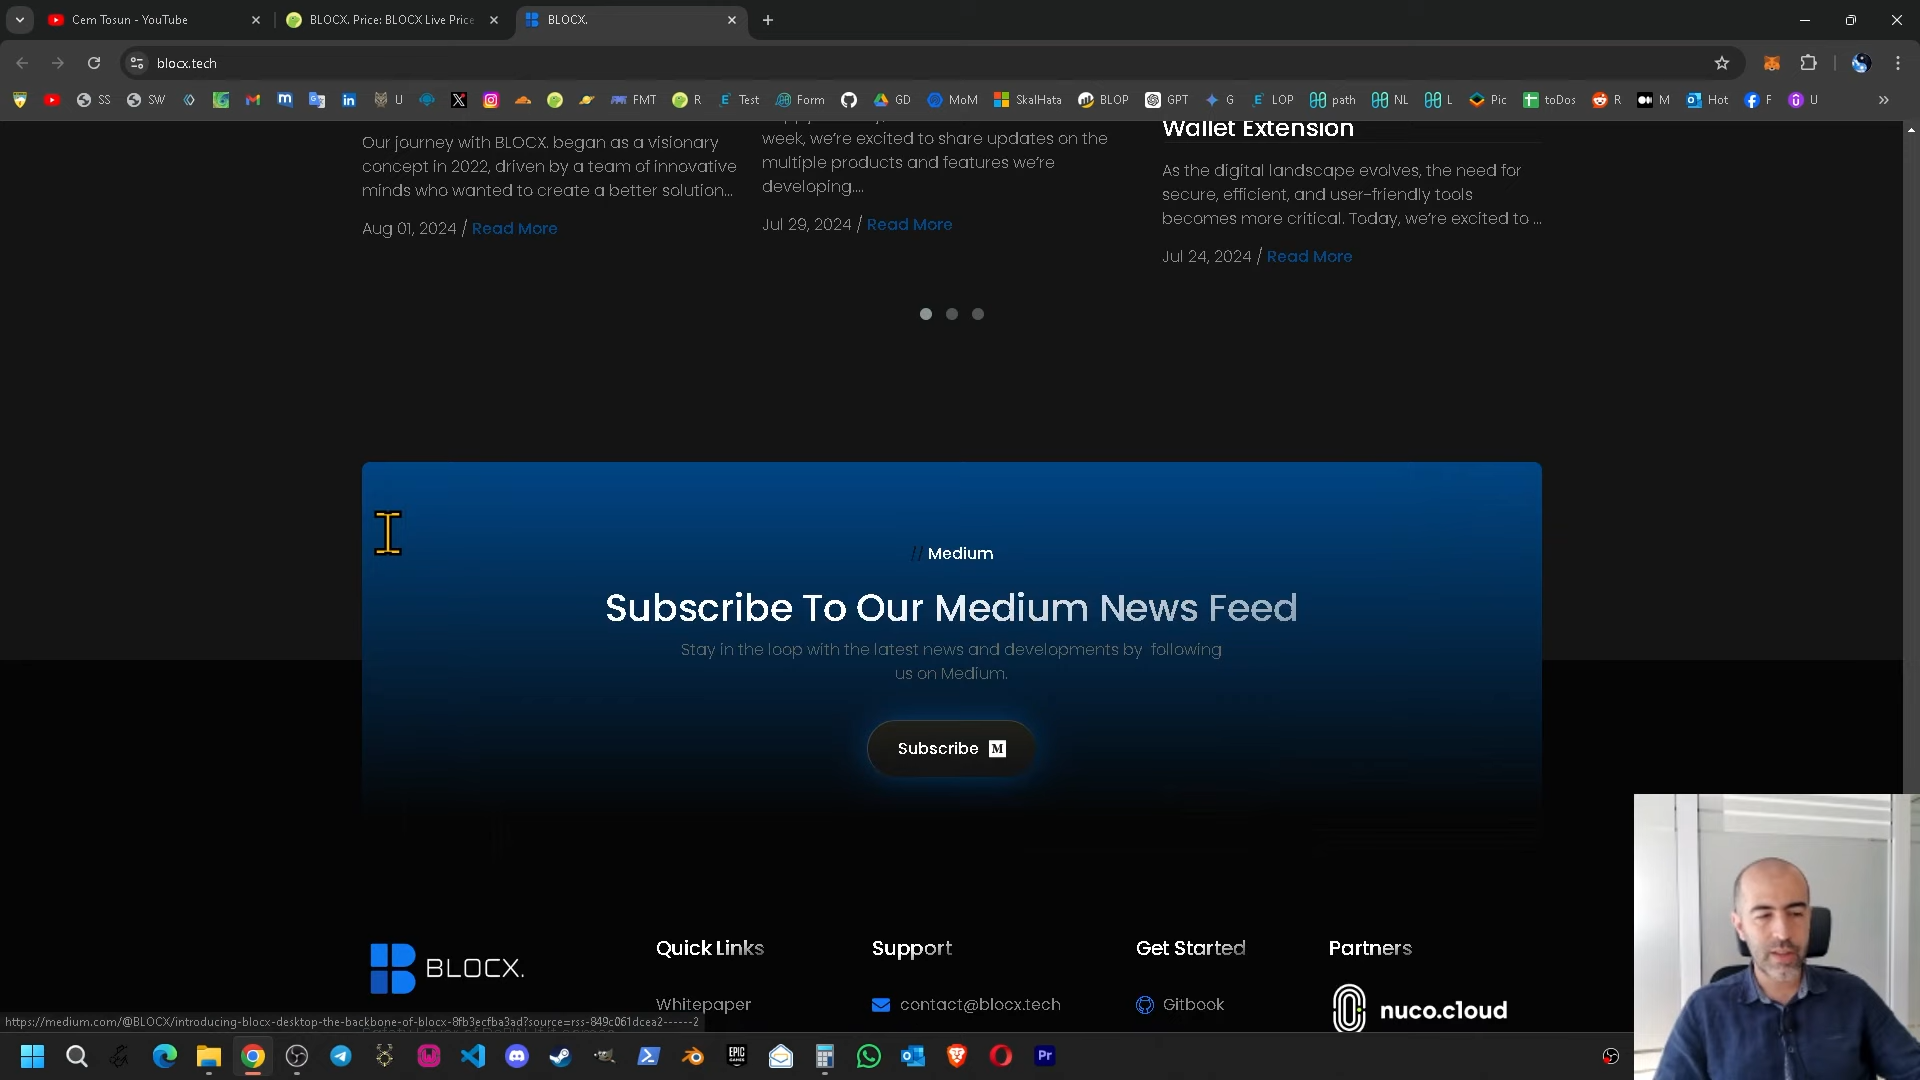 Cem Tosun - YouTube
BLOCX. Price: BLOCX Live Price
BLOCX.
blocx.tech
SS
SW
U
FMT
R
Test
Form
GD
MoM
SkalHata
BLOP
GPT
G
LOP
path
NL
L
Pic
toDos
R
M
Hot
F
U
Our journey with BLOCX. began as a visionary
concept in 2022, driven by a team of innovative
minds who wanted to create a better solution...
Aug 01, 2024 / Read More
week, we're excited to share updates on the
multiple products and features we're
developing....
Jul 29, 2024 / Read More
Wallet Extension
As the digital landscape evolves, the need for
secure, efficient, and user-friendly tools
becomes more critical. Today, we're excited to ...
Jul 24, 2024 / Read More
// Medium
Subscribe To Our Medium News Feed
Stay in the loop with the latest news and developments by following
us on Medium.
Subscribe M
BLOCX.
Quick Links
Whitepaper
Support
contact@blocx.tech
Get Started
Gitbook
Partners
nuco.cloud
https://medium.com/@BLOCX/introducing-blocx-desktop-the-backbone-of-blocx-8fb3ecfba3ad?source=rss-849c061dcea2------2